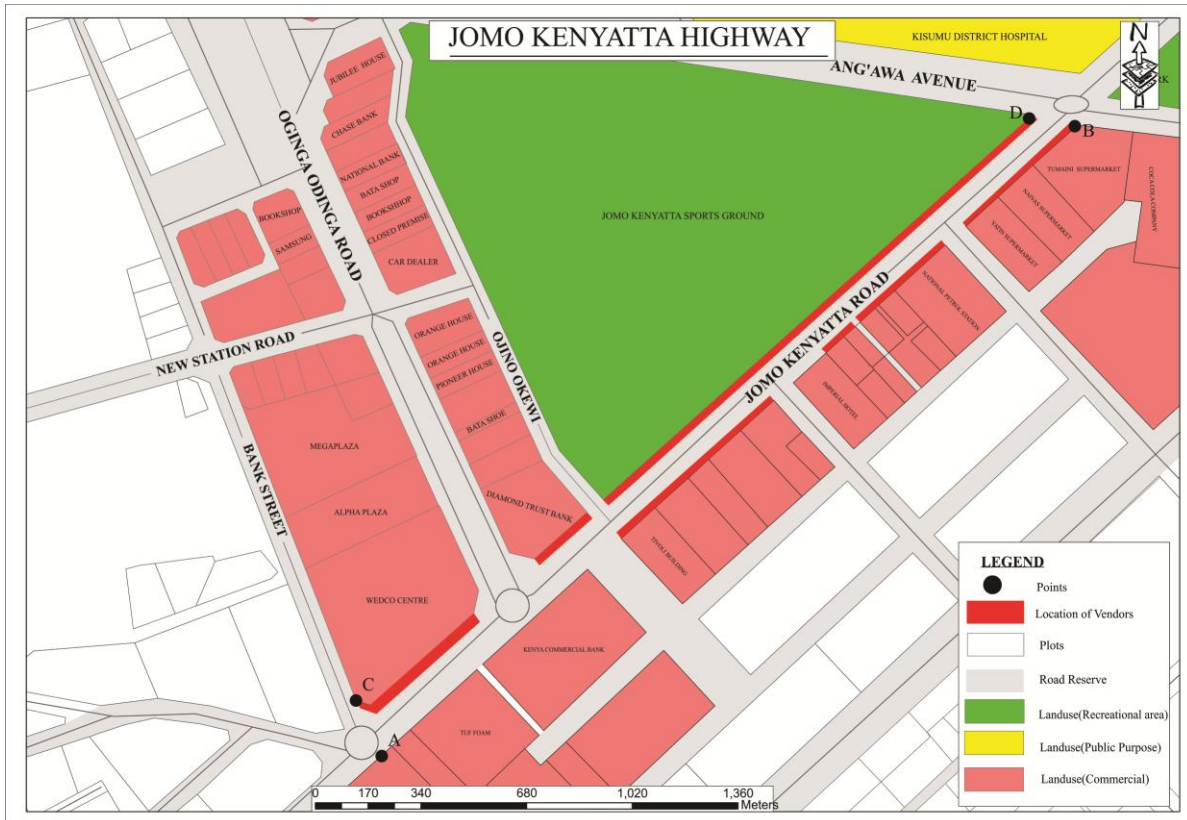 JOMO KENYATTA HIGHWAY
KISUMU DISTRICT HOSPITAL
N
RK
ANG'AWA AVENUE
D
B
JUBILEE HOUSE
CHASE BANK
NATIONAL BANK
BATA SHOP
BOOKSHHOP
CLOSED PREMISE
CAR DEALER
OGINGA ODINGA ROAD
BOOKSHOP
SAMSUNG
JOMO KENYATTA SPORTS GROUND
TUMAINI SUPERMARKET
COCA COLA COMPANY
NAIVAS SUPERMARKET
YATIN SUPERMARKET
NATIONAL PETROL STATION
JOMO KENYATTA ROAD
IMPERIAL HOTEL
NEW STATION ROAD
ORANGE HOUSE
ORANGE HOUSE
PIONEER HOUSE
BATA SHOE
OJINO OKEWI
DIAMOND TRUST BANK
MEGAPLAZA
ALPHA PLAZA
WEDCO CENTRE
BANK STREET
TIVOLI BUILDING
KENYA COMMERCIAL BANK
TUF FOAM
C
A
LEGEND
Points
Location of Vendors
Plots
Road Reserve
Landuse(Recreational area)
Landuse(Public Purpose)
Landuse(Commercial)
0 170 340 680 1,020 1,360
Meters